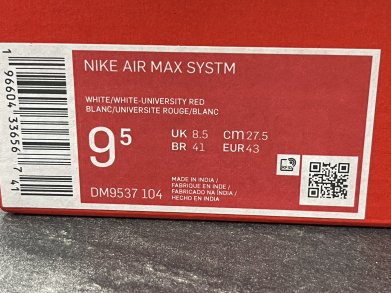 NIKE AIR MAX SYSTM
WHITE/WHITE-UNIVERSITY RED
BLANC/UNIVERSITE ROUGE/BLANC
9⁵
UK 8.5 cm 27.5
BR 41 EUR 43
DM9537 104
MADE IN INDIA /
FABRIQUE EN INDE /
FABRICADO NA ÍNDIA /
HECHO EN INDIA
1 96604 33656 7 41